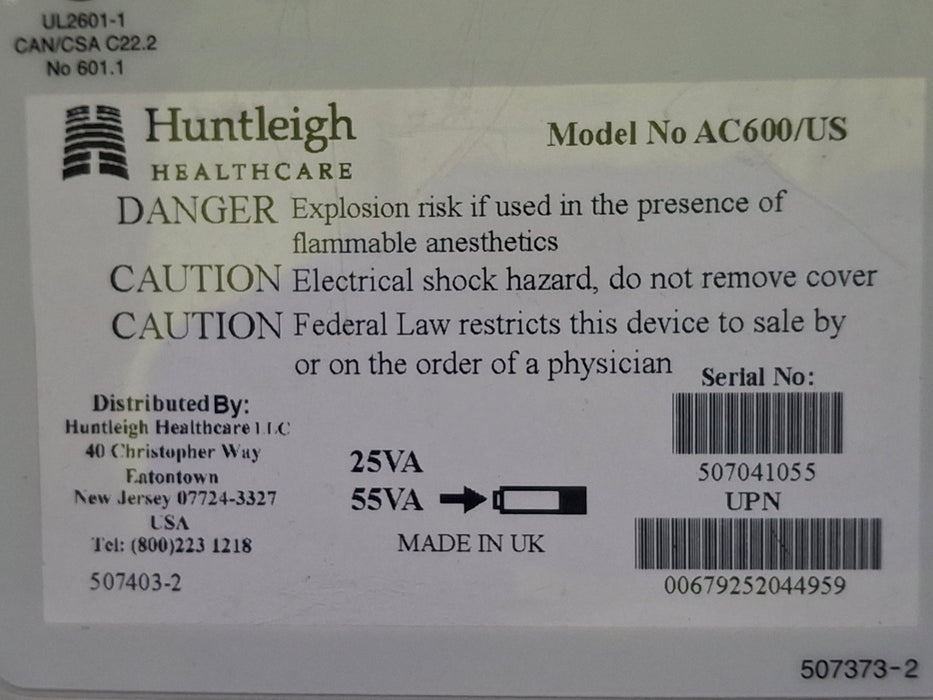 UL2601-1
CAN/CSA C22.2
No 601.1
Huntleigh
HEALTHCARE
Model No AC600/US
DANGER Explosion risk if used in the presence of
flammable anesthetics
CAUTION Electrical shock hazard, do not remove cover
CAUTION Federal Law restricts this device to sale by
or on the order of a physician
Distributed By:
Huntleigh Healthcare LLC
40 Christopher Way
Eatontown
New Jersey 07724-3327
USA
Tel: (800)223 1218
507403-2
25VA
55VA
MADE IN UK
Serial No:
507041055
UPN
00679252044959
507373-2